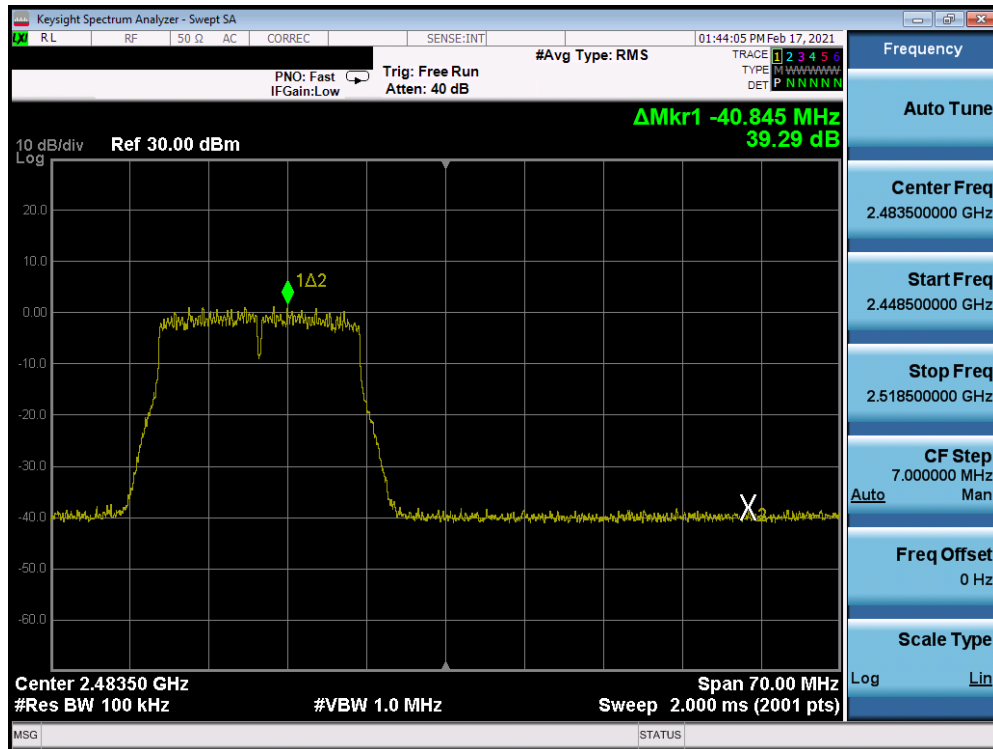 Keysight Spectrum Analyzer - Swept SA
LXI RL RF 50 Ω AC CORREC SENSE:INT 01:44:05 PM Feb 17, 2021
#Avg Type: RMS
TRACE 1 2 3 4 5 6
PNO: Fast Trig: Free Run
TYPE M W W W W W
IFGain:Low Atten: 40 dB
DET P N N N N N
ΔMkr1 -40.845 MHz
39.29 dB
10 dB/div Ref 30.00 dBm
Log
20.0
10.0
1Δ2
0.00
-10.0
-20.0
-30.0
-40.0
X2
-50.0
-60.0
Center 2.48350 GHz Span 70.00 MHz
#Res BW 100 kHz #VBW 1.0 MHz Sweep 2.000 ms (2001 pts)
MSG STATUS
Frequency
Auto Tune
Center Freq
2.483500000 GHz
Start Freq
2.448500000 GHz
Stop Freq
2.518500000 GHz
CF Step
7.000000 MHz
Auto Man
Freq Offset
0 Hz
Scale Type
Log Lin